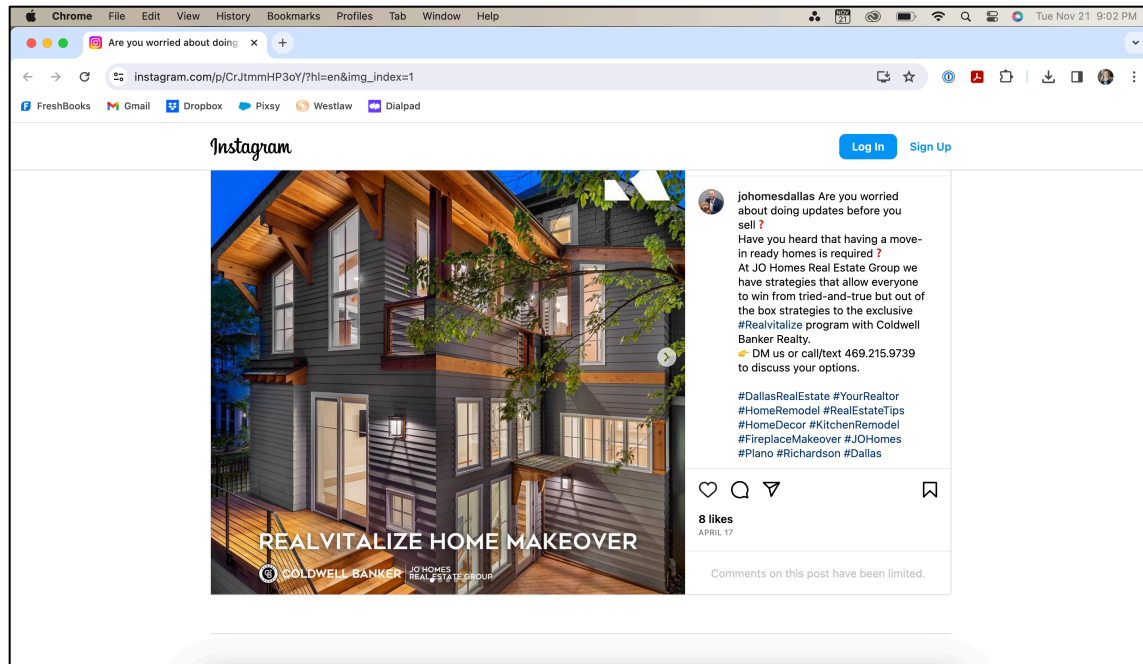 Chrome File Edit View History Bookmarks Profiles Tab Window Help
NOV 21
Tue Nov 21 9:02 PM
Are you worried about doing
instagram.com/p/CrJtmmHP3oY/?hl=en&img_index=1
FreshBooks Gmail Dropbox Pixsy Westlaw Dialpad
Instagram
Log In Sign Up
johomesdallas Are you worried
about doing updates before you
sell❓
Have you heard that having a move-
in ready homes is required❓
At JO Homes Real Estate Group we
have strategies that allow everyone
to win from tried-and-true but out of
the box strategies to the exclusive
#Realvitalize program with Coldwell
Banker Realty.
👉 DM us or call/text 469.215.9739
to discuss your options.
#DallasRealEstate #YourRealtor
#HomeRemodel #RealEstateTips
#HomeDecor #KitchenRemodel
#FireplaceMakeover #JOHomes
#Plano #Richardson #Dallas
8 likes
APRIL 17
Comments on this post have been limited.
REALVITALIZE HOME MAKEOVER
COLDWELL BANKER
JO HOMES
REAL ESTATE GROUP